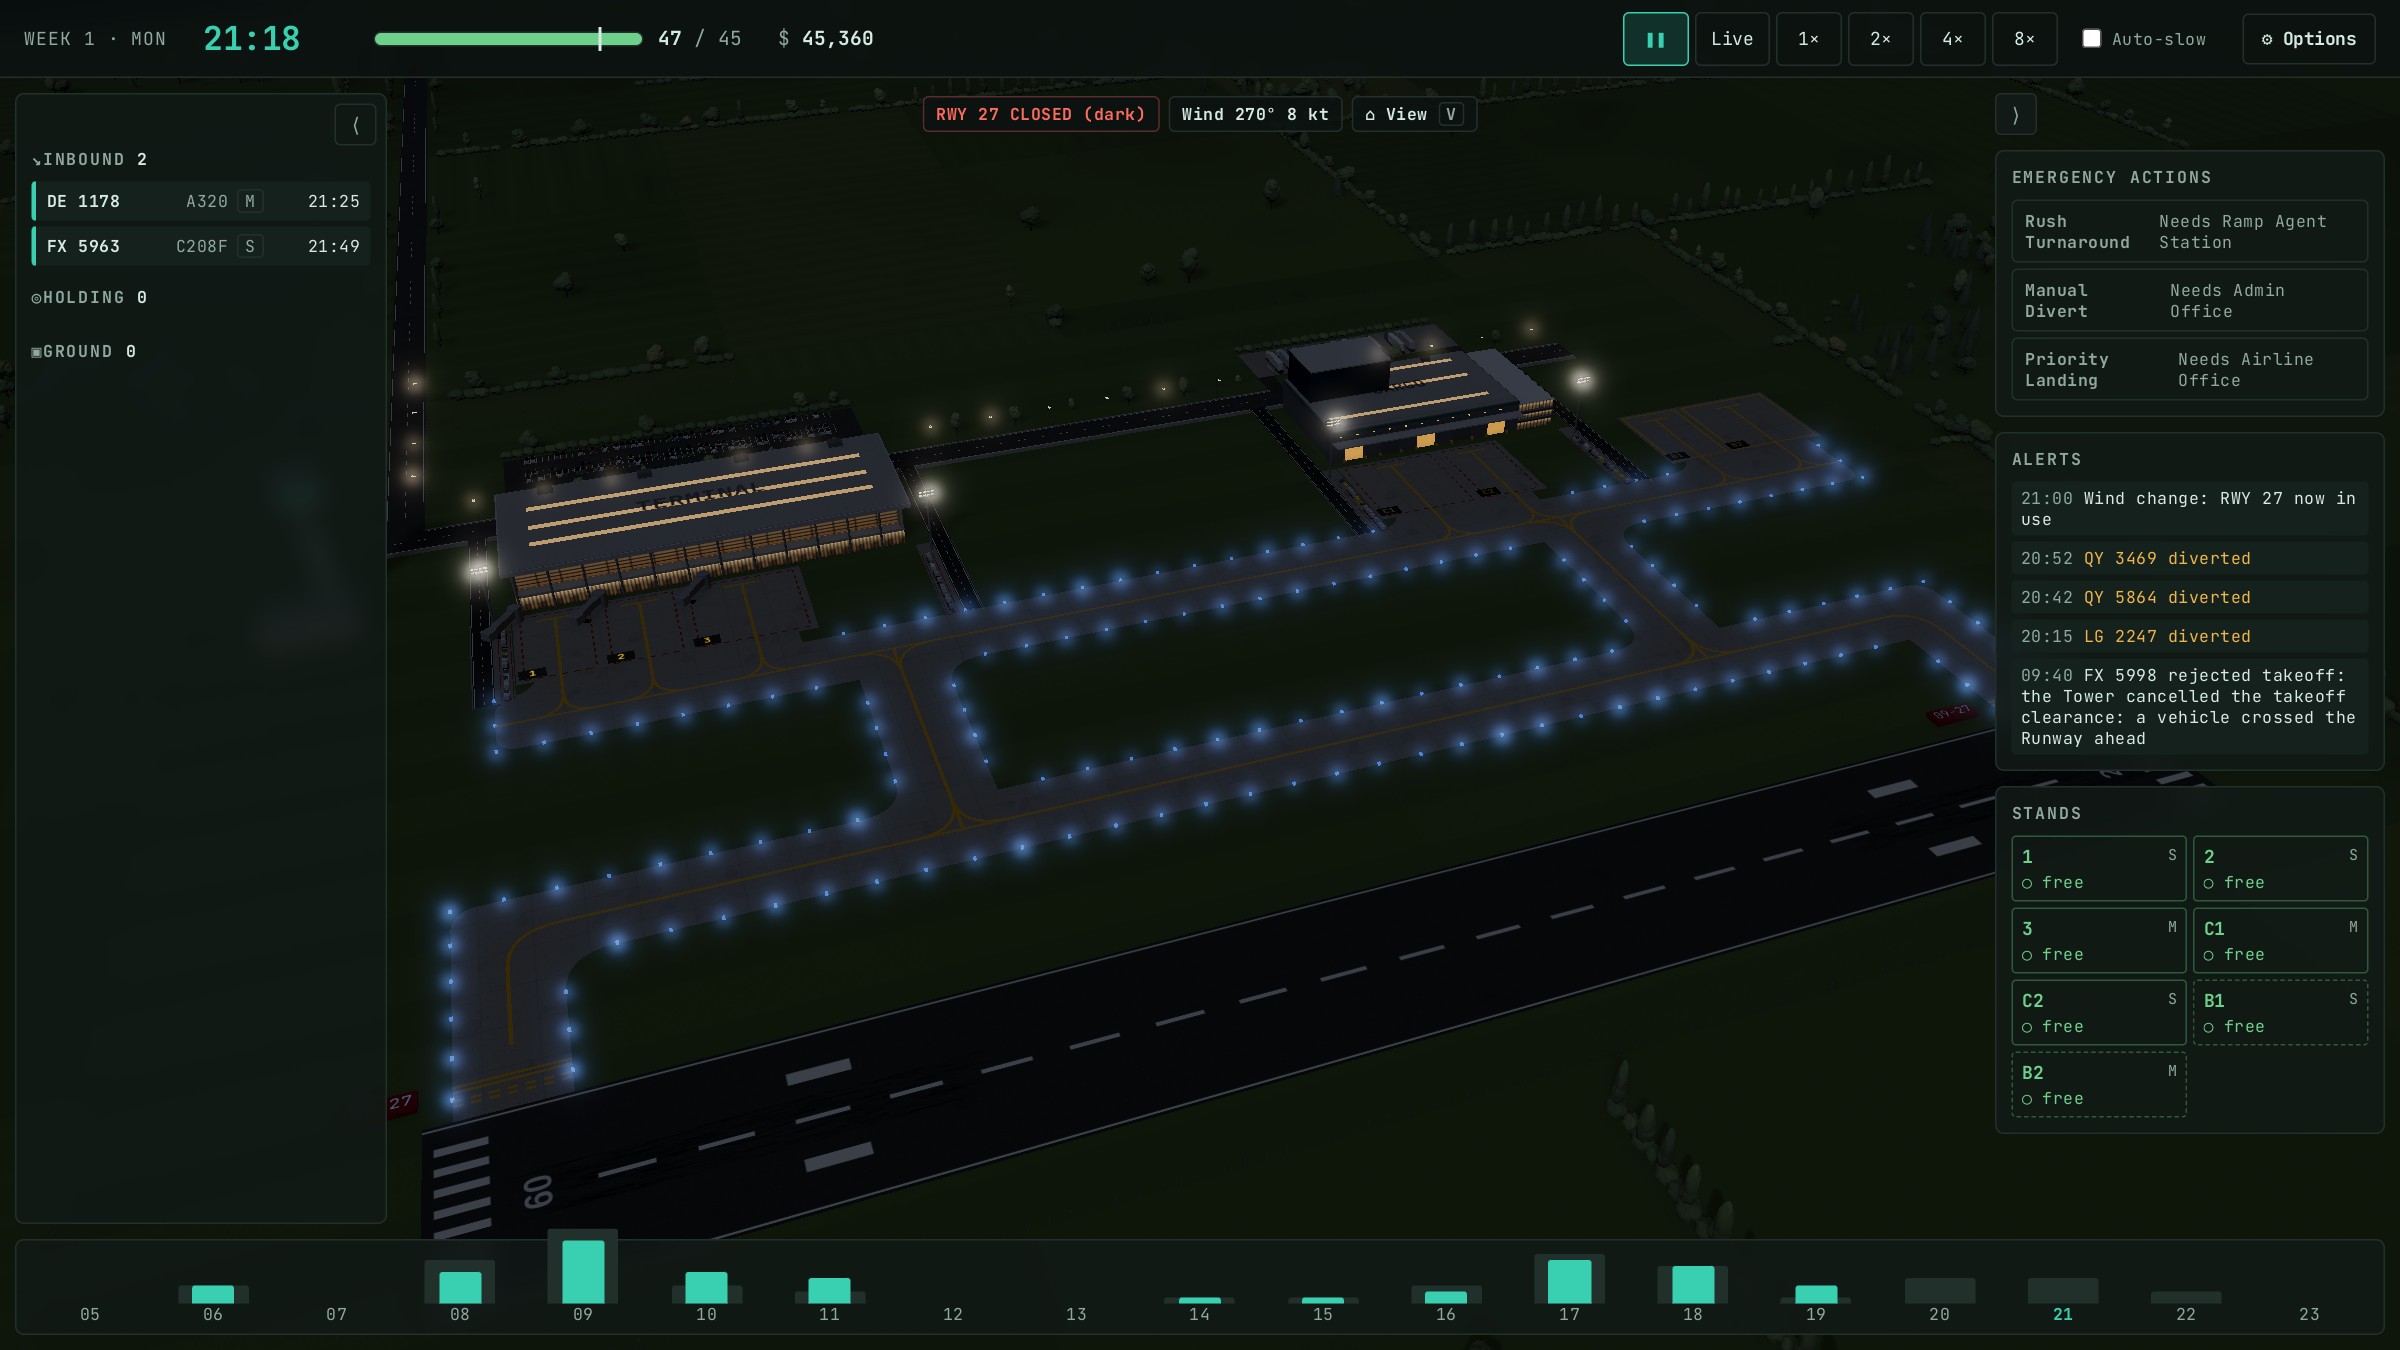 WEEK 1 · MON 21:18 47 / 45 $ 45,360 Live 1× 2× 4× 8× Auto-slow ⚙ Options
RWY 27 CLOSED (dark) Wind 270° 8 kt ⌂ View V
↘INBOUND 2
DE 1178 A320 M 21:25
FX 5963 C208F S 21:49
◎HOLDING 0
▣GROUND 0
TERMINAL
1
2
3
27
09-27
09
EMERGENCY ACTIONS
Rush Turnaround Needs Ramp Agent Station
Manual Divert Needs Admin Office
Priority Landing Needs Airline Office
ALERTS
21:00 Wind change: RWY 27 now in
use
20:52 QY 3469 diverted
20:42 QY 5864 diverted
20:15 LG 2247 diverted
09:40 FX 5998 rejected takeoff:
the Tower cancelled the takeoff
clearance: a vehicle crossed the
Runway ahead
STANDS
1 S
○ free
2 S
○ free
3 M
○ free
C1 M
○ free
C2 S
○ free
B1 S
○ free
B2 M
○ free
05 06 07 08 09 10 11 12 13 14 15 16 17 18 19 20 21 22 23